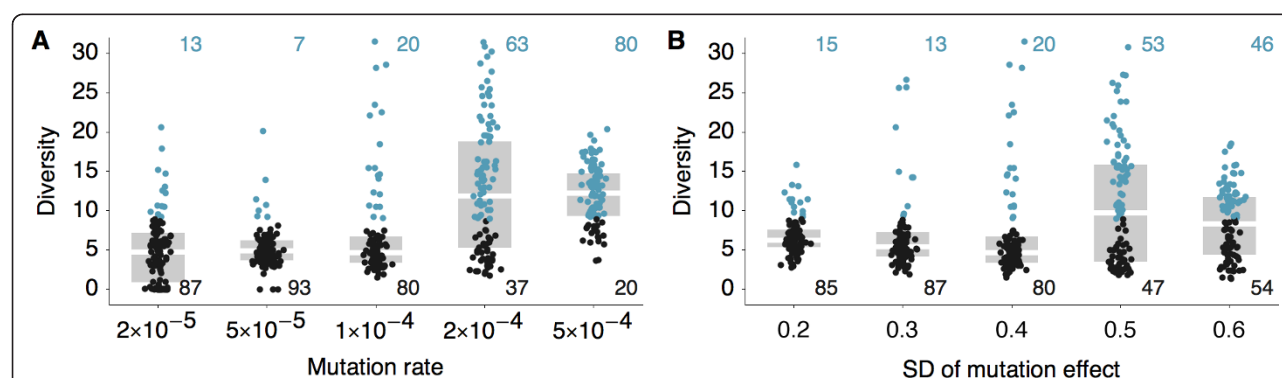 A
13 7 20 63 80
30
25
20
15
10
5
0
Diversity
87 93 80 37 20
2×10⁻⁵ 5×10⁻⁵ 1×10⁻⁴ 2×10⁻⁴ 5×10⁻⁴
Mutation rate
B
15 13 20 53 46
30
25
20
15
10
5
0
Diversity
85 87 80 47 54
0.2 0.3 0.4 0.5 0.6
SD of mutation effect